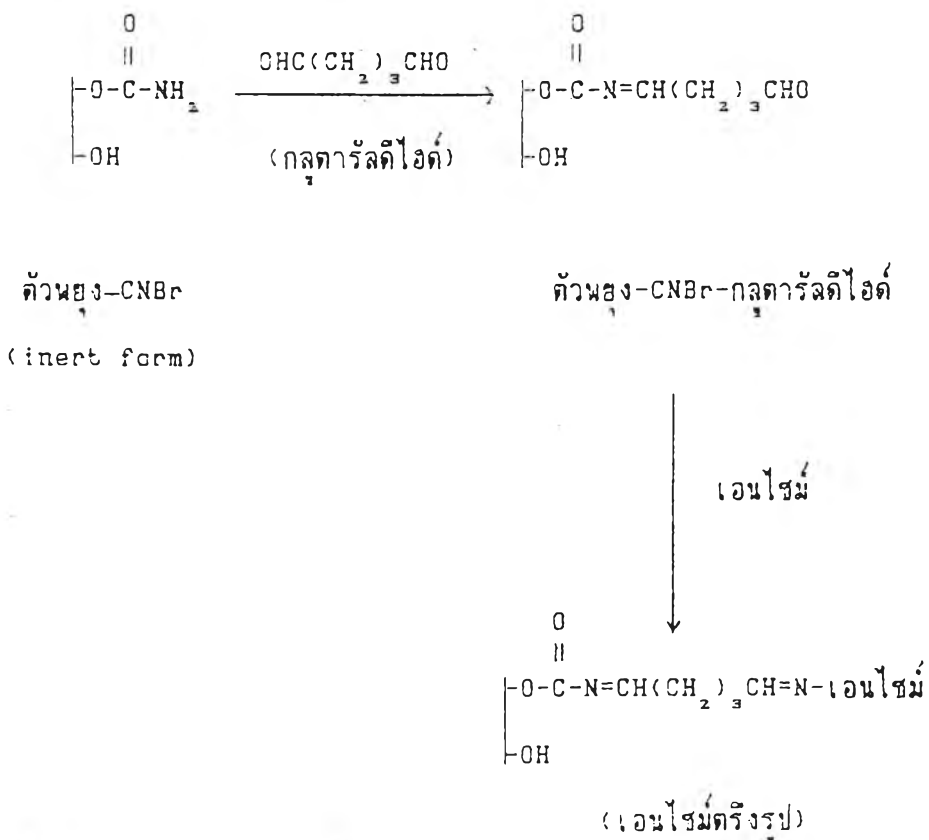 O O
|| OHC(CH₂)₃CHO ||
├-O-C-NH₂ ⟶ ├-O-C-N=CH(CH₂)₃CHO
├-OH (กลูตารัลดีไฮด์) ├-OH
ตัวพยุง-CNBr ตัวพยุง-CNBr-กลูตารัลดีไฮด์
(inert form)
เอนไซม์
O
||
├-O-C-N=CH(CH₂)₃CH=N-เอนไซม์
├-OH
(เอนไซม์ตรึงรูป)